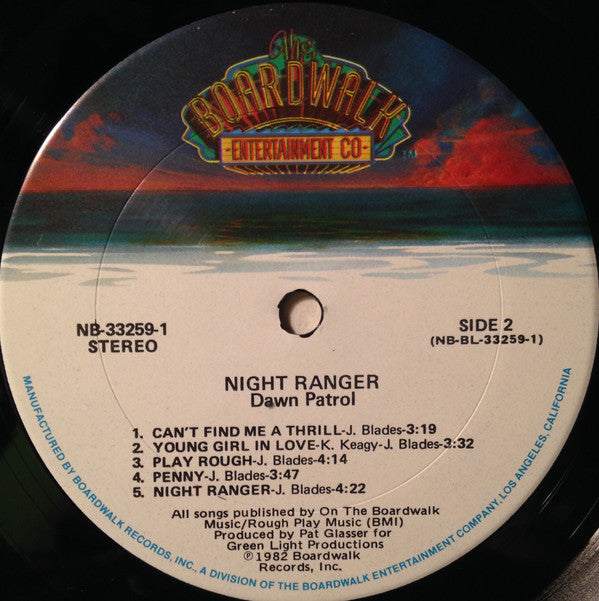 The
BOARDWALK
ENTERTAINMENT CO
TM
NB-33259-1
STEREO
SIDE 2
(NB-BL-33259-1)
NIGHT RANGER
Dawn Patrol
1. CAN'T FIND ME A THRILL-J. Blades-3:19
2. YOUNG GIRL IN LOVE-K. Keagy-3:32
3. PLAY ROUGH-J. Blades-4:14
4. PENNY-J. Blades-3:47
5. NIGHT RANGER-J. Blades-4:22
All songs published by On The Boardwalk
Music/Rough Play Music (BMI)
Produced by Pat Glasser for
Green Light Productions
℗1982 Boardwalk
Records, Inc.
MANUFACTURED BY BOARDWALK RECORDS, INC., A DIVISION OF THE BOARDWALK ENTERTAINMENT COMPANY, LOS ANGELES, CALIFORNIA